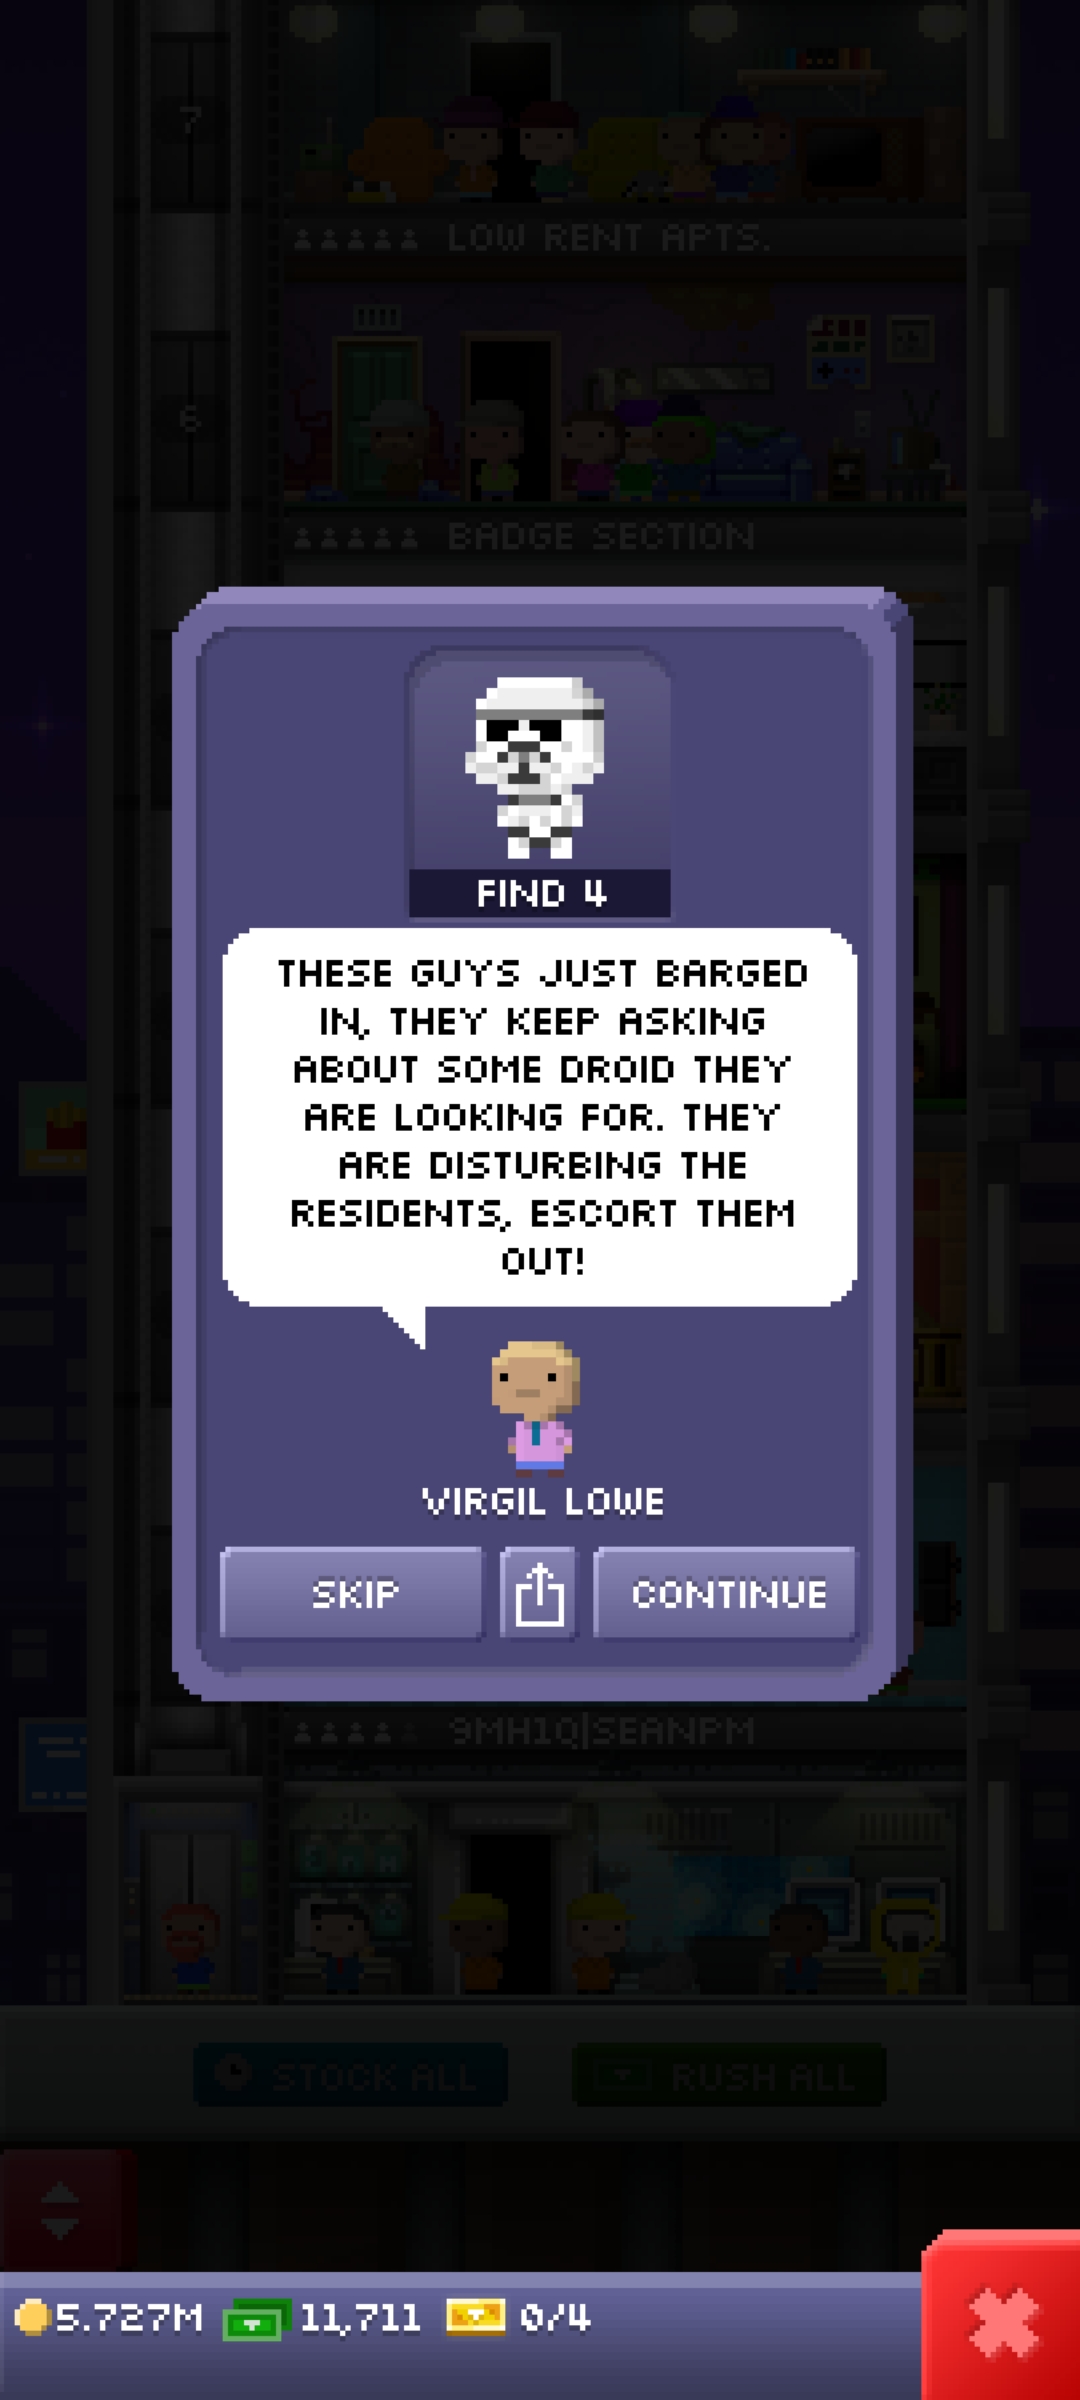 7
LOW RENT APTS.
6
BADGE SECTION
FIND 4
THESE GUYS JUST BARGED
IN, THEY KEEP ASKING
ABOUT SOME DROID THEY
ARE LOOKING FOR. THEY
ARE DISTURBING THE
RESIDENTS, ESCORT THEM
OUT!
VIRGIL LOWE
SKIP
CONTINUE
9MH1Q|SEANPM
STOCK ALL
RUSH ALL
5.727M 11,711 0/4